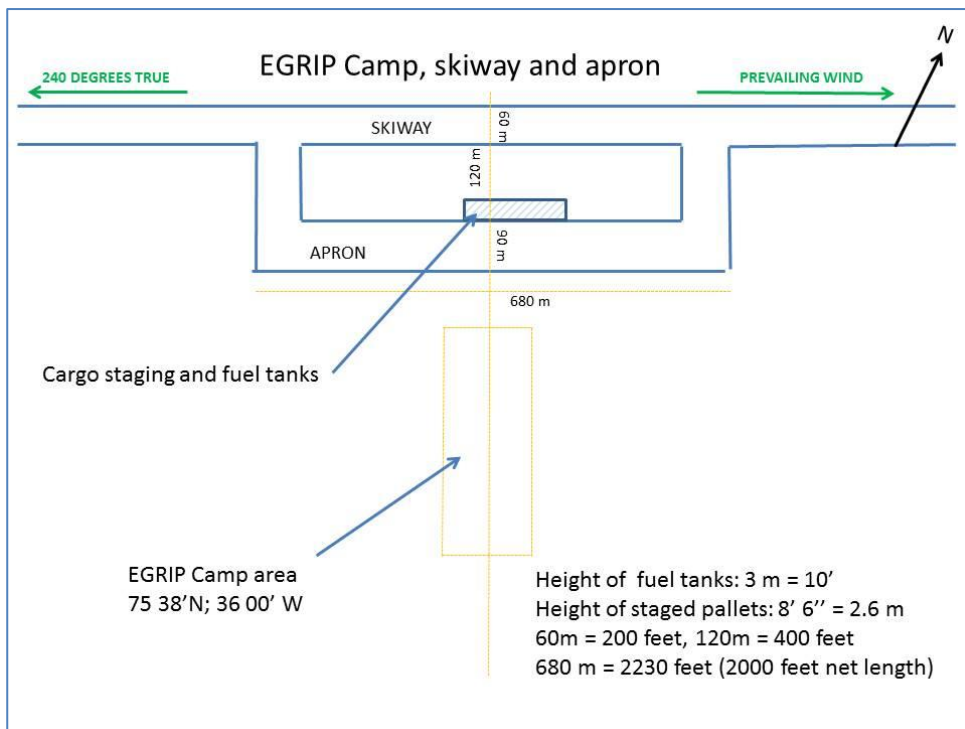 EGRIP Camp, skiway and apron
N
240 DEGREES TRUE
PREVAILING WIND
SKIWAY
60 m
120 m
90 m
APRON
680 m
Cargo staging and fuel tanks
EGRIP Camp area
75 38’N; 36 00’ W
Height of fuel tanks: 3 m = 10’
Height of staged pallets: 8’ 6’’ = 2.6 m
60m = 200 feet, 120m = 400 feet
680 m = 2230 feet (2000 feet net length)